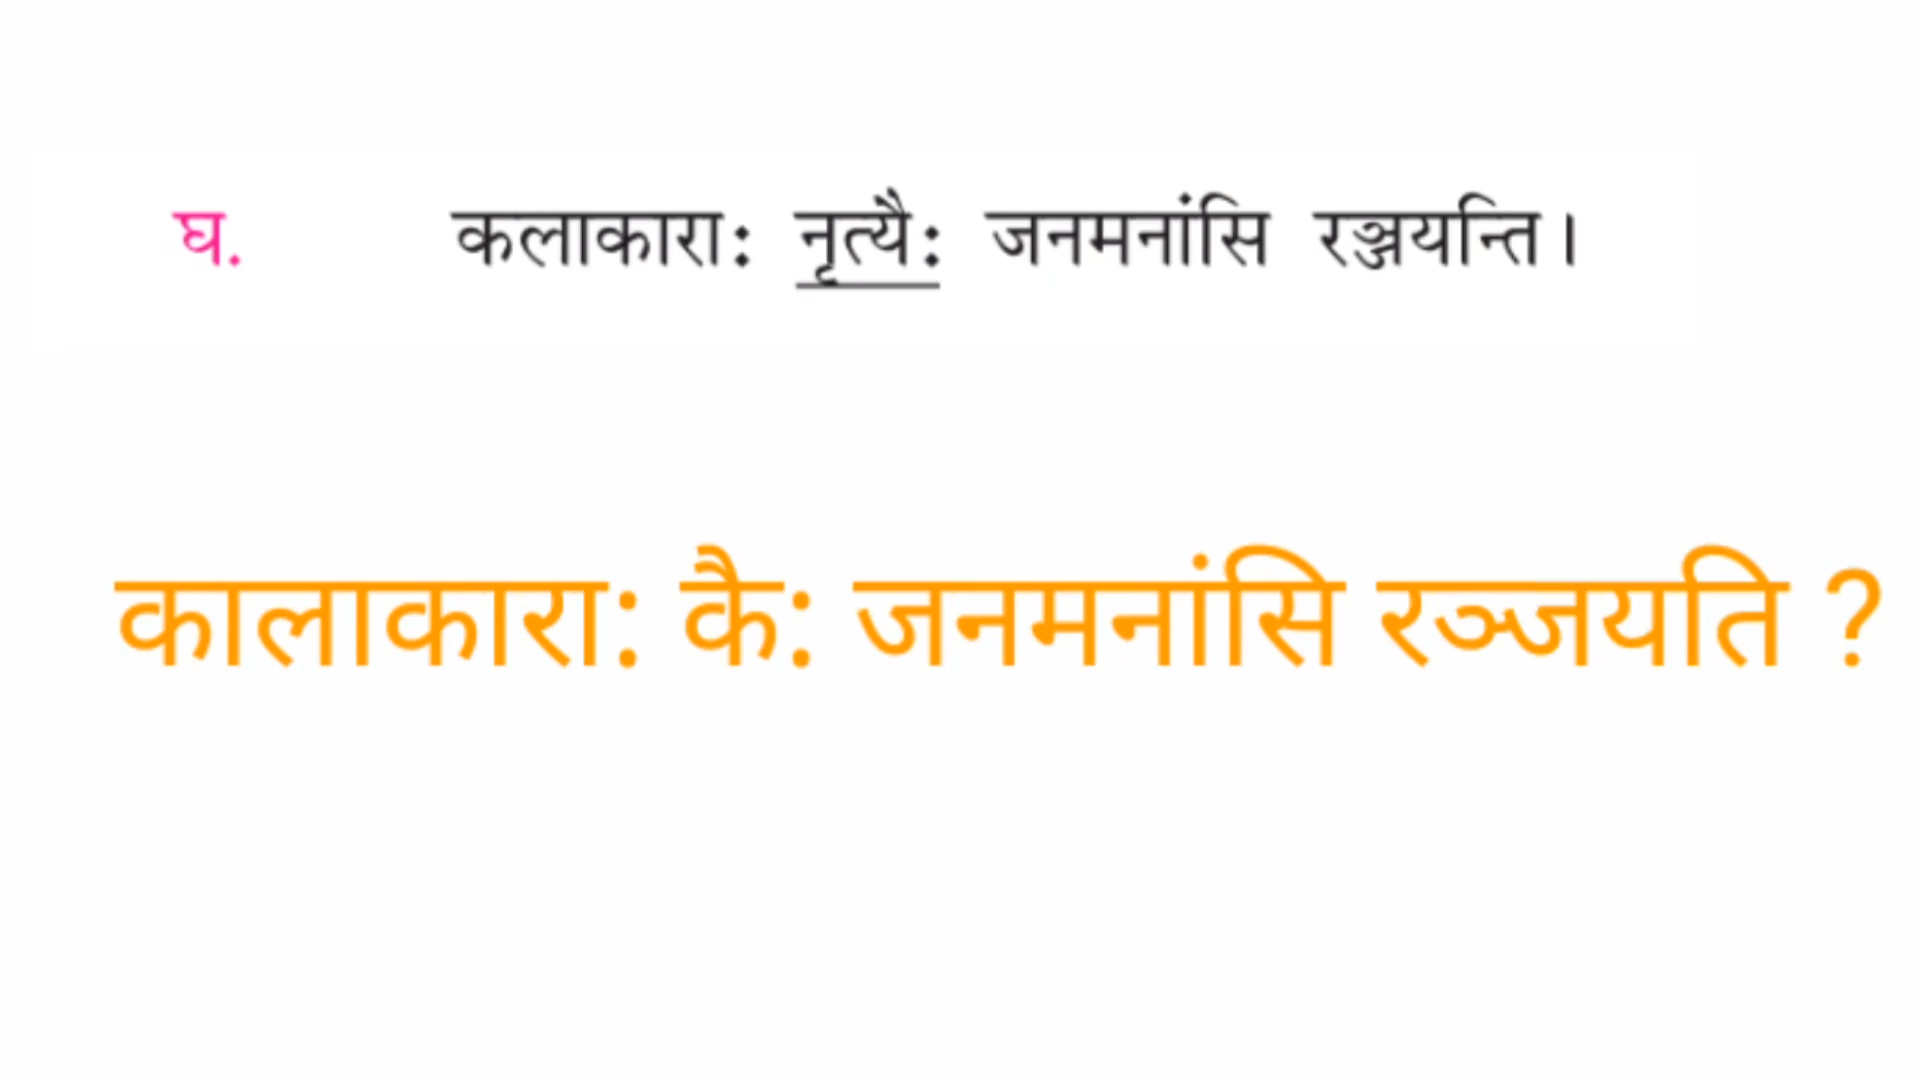 घ. कलाकाराः नृत्यैः जनमनांसि रञ्जयन्ति।
कालाकारा: कै: जनमनांसि रञ्जयति ?